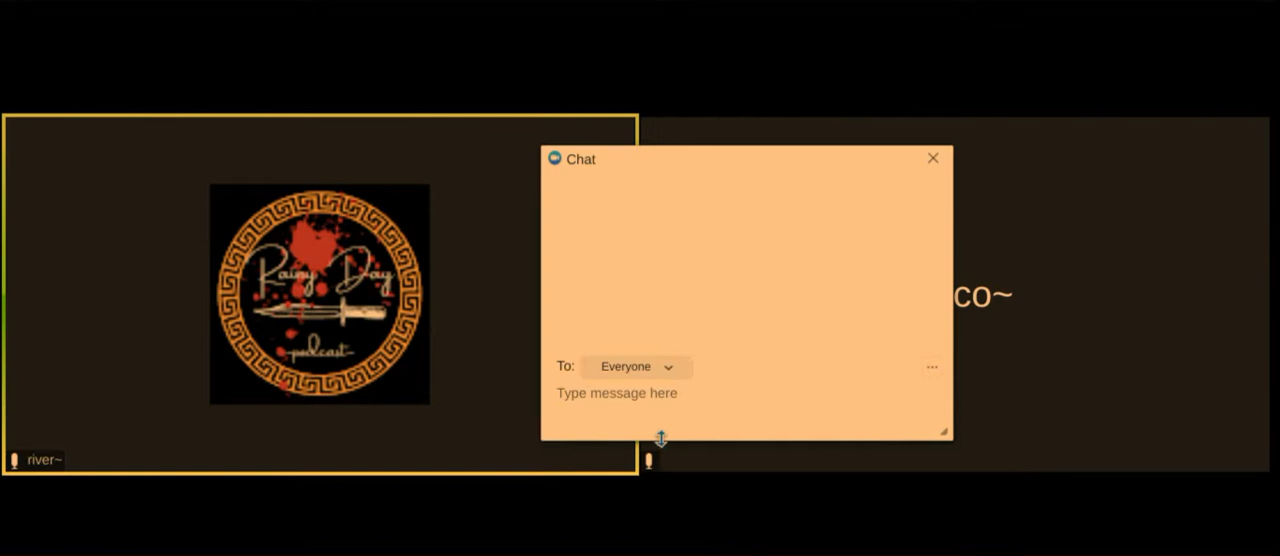 Rainy Day
-podcast-
river~
Chat
To: Everyone
Type message here
co~